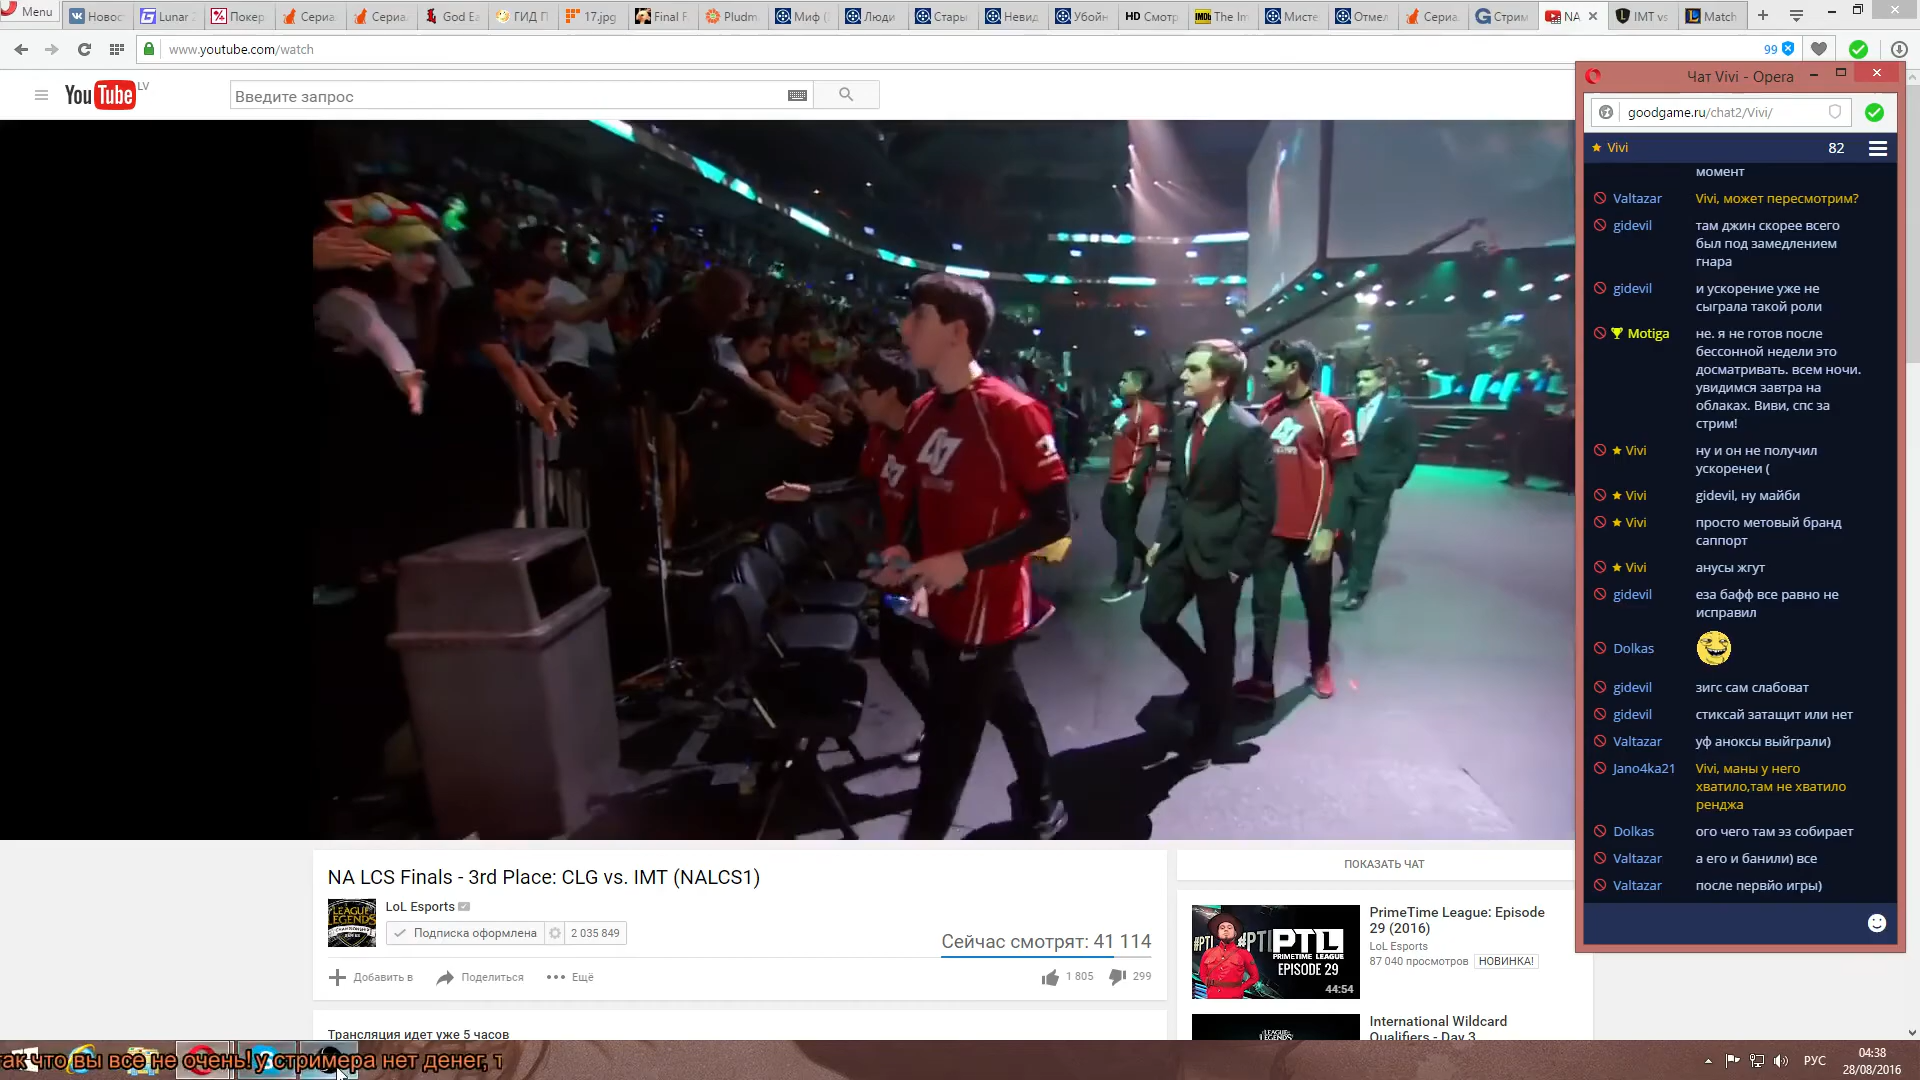 Menu
Новос
Lunar
Покер
Сериа
Сериа
God Ea
ГИД П
17.jpg
Final F
Pludm
Миф (
Люди
Стары
Невид
Убойн
HD Смотр
IMDb The Im
Мисте
Отмел
Сериа
Стрим
NA
IMT vs
Match
www.youtube.com/watch
99
YouTube LV
Введите запрос
Чат Vivi - Opera
goodgame.ru/chat2/Vivi/
Vivi
82
момент
Valtazar Vivi, может пересмотрим?
gidevil там джин скорее всего
был под замедлением
гнара
gidevil и ускорение уже не
сыграла такой роли
Motiga не. я не готов после
бессонной недели это
досматривать. всем ночи.
увидимся завтра на
облаках. Виви, спс за
стрим!
Vivi ну и он не получил
ускоренеи (
Vivi gidevil, ну майби
Vivi просто метовый бранд
саппорт
Vivi анусы жгут
gidevil еза бафф все равно не
исправил
Dolkas
gidevil зигс сам слабоват
gidevil стиксай затащит или нет
Valtazar уф аноксы выйграли)
Jano4ka21 Vivi, маны у него
хватило,там не хватило
ренджа
Dolkas ого чего там эз собирает
Valtazar а его и банили) все
Valtazar после первйо игры)
NA LCS Finals - 3rd Place: CLG vs. IMT (NALCS1)
LoL Esports
Подписка оформлена
2 035 849
Сейчас смотрят: 41 114
Добавить в
Поделиться
Ещё
1 805
299
Трансляция идет уже 5 часов
ПОКАЗАТЬ ЧАТ
#PTL
PTL
PRIMETIME LEAGUE
EPISODE 29
44:54
PrimeTime League: Episode
29 (2016)
LoL Esports
87 040 просмотров
НОВИНКА!
International Wildcard
Qualifiers - Day 3
так что вы все не очень! у стримера нет денег, т
РУС
04:38
28/08/2016